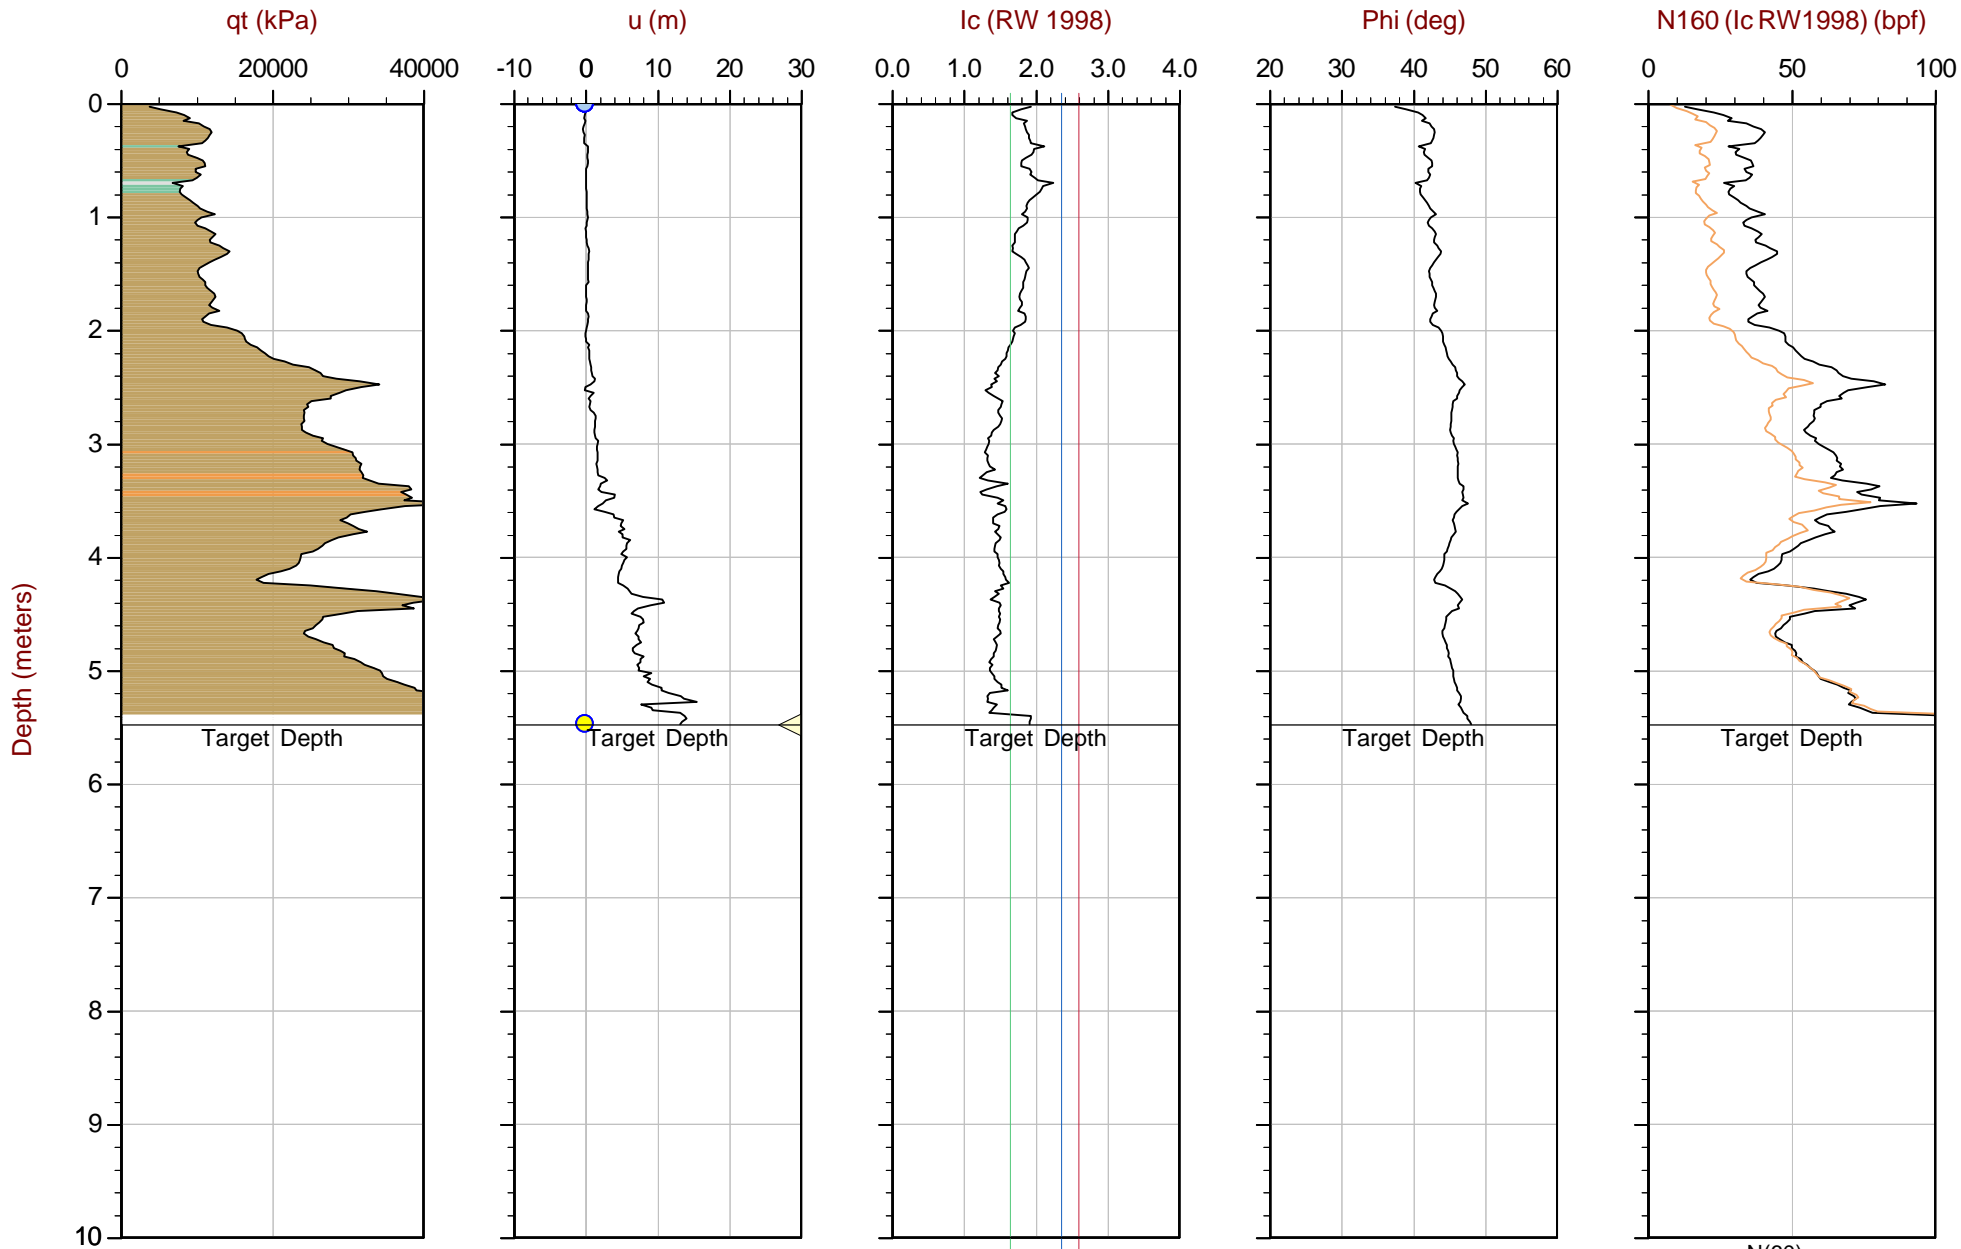 qt (kPa) u (m) Ic (RW 1998) Phi (deg) N160 (Ic RW1998) (bpf)
0 20000 40000 -10 0 10 20 30 0.0 1.0 2.0 3.0 4.0 20 30 40 50 60 0 50 100
0
1
2
3
4
5
Target Depth Target Depth Target Depth Target Depth Target Depth
6
7
8
9
10
Depth (meters)